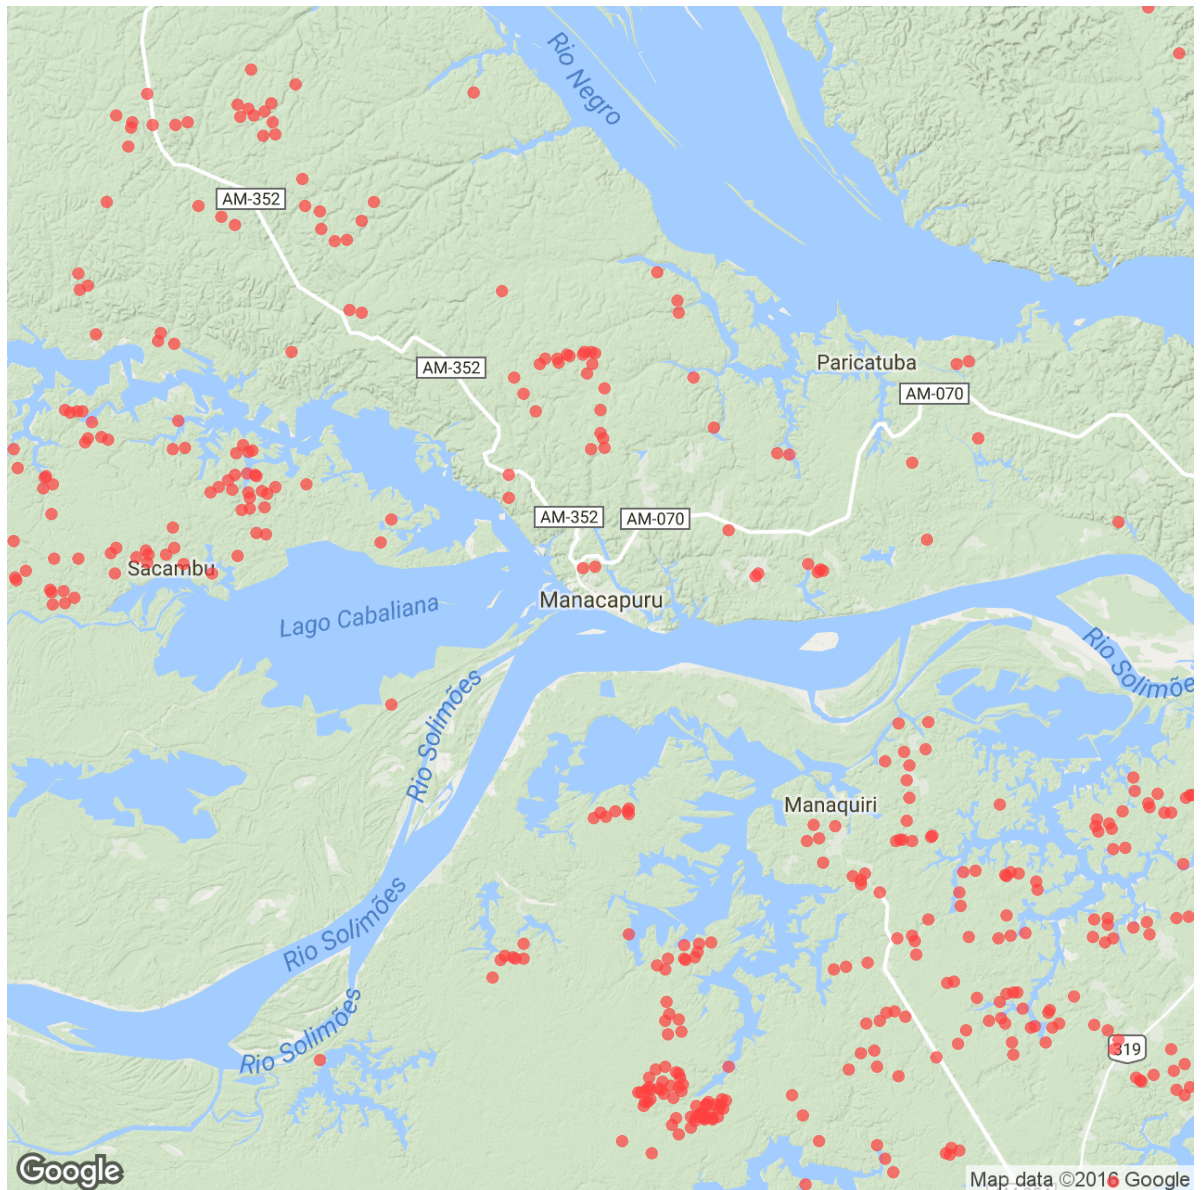 Rio Negro
AM-352
AM-352
Paricatuba
AM-070
AM-352
AM-070
Sacambu
Manacapuru
Lago Cabaliana
Rio Solimões
Rio Solimõe
Manaquiri
Rio Solimões
Rio Solimões
319
Google
Map data ©2016 Google